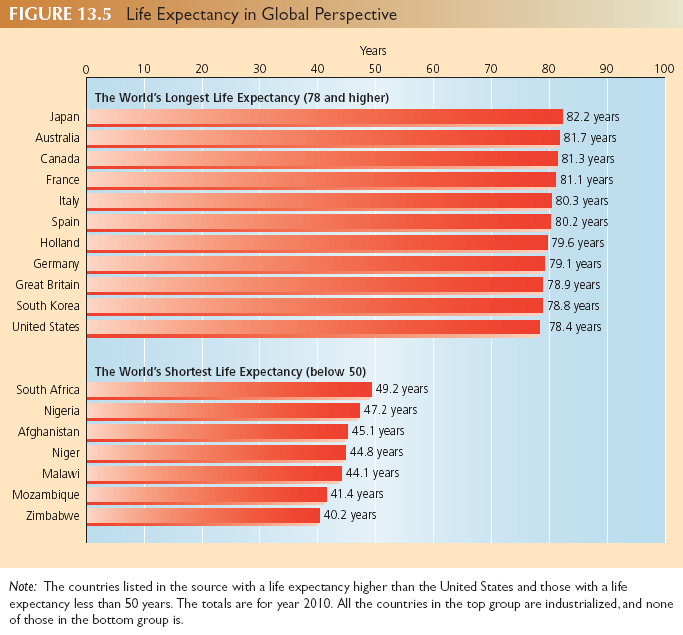 FIGURE 13.5 Life Expectancy in Global Perspective
Years
0 10 20 30 40 50 60 70 80 90 100
The World's Longest Life Expectancy (78 and higher)
Japan 82.2 years
Australia 81.7 years
Canada 81.3 years
France 81.1 years
Italy 80.3 years
Spain 80.2 years
Holland 79.6 years
Germany 79.1 years
Great Britain 78.9 years
South Korea 78.8 years
United States 78.4 years
The World's Shortest Life Expectancy (below 50)
South Africa 49.2 years
Nigeria 47.2 years
Afghanistan 45.1 years
Niger 44.8 years
Malawi 44.1 years
Mozambique 41.4 years
Zimbabwe 40.2 years
Note: The countries listed in the source with a life expectancy higher than the United States and those with a life
expectancy less than 50 years. The totals are for year 2010. All the countries in the top group are industrialized, and none
of those in the bottom group is.